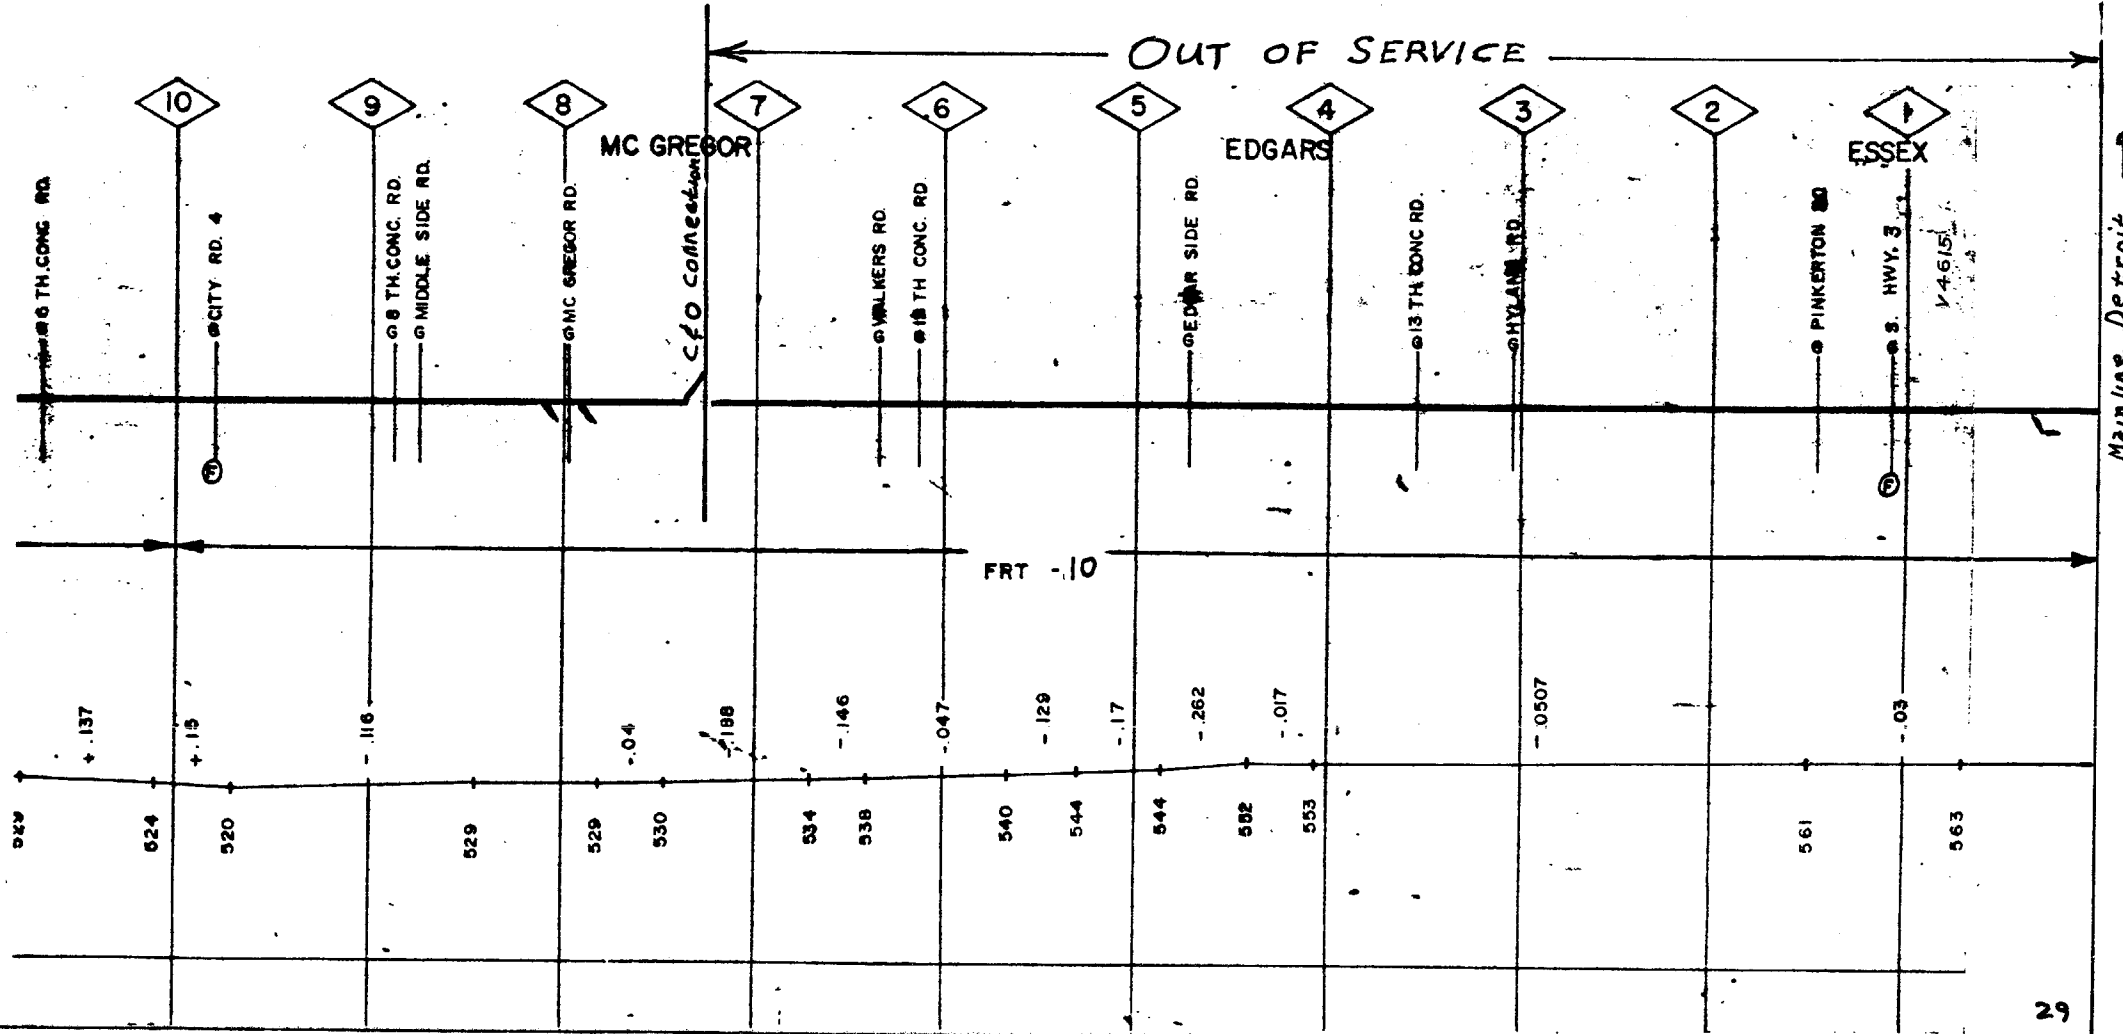 OUT OF SERVICE
10
9
8
7
6
5
4
3
2
1
MC GREGOR
EDGARS
ESSEX
6 TH. CONC. RD.
CITY RD. 4
8 TH. CONC. RD.
MIDDLE SIDE RD.
MC GREGOR RD.
C&O Connection
WALKERS RD.
TH CONC. RD.
SIDE RD.
13 TH CONC RD.
HYLAND RD.
PINKERTON
S. HWY. 3
V4615
Mainline Detroit
E
E
FRT -.10
+.137
+.15
-.116
-.04
-.188
-.146
-.047
-.129
-.17
-.262
-.017
-.0507
-.03
529
524
520
529
529
530
534
538
540
544
544
552
553
561
563
29